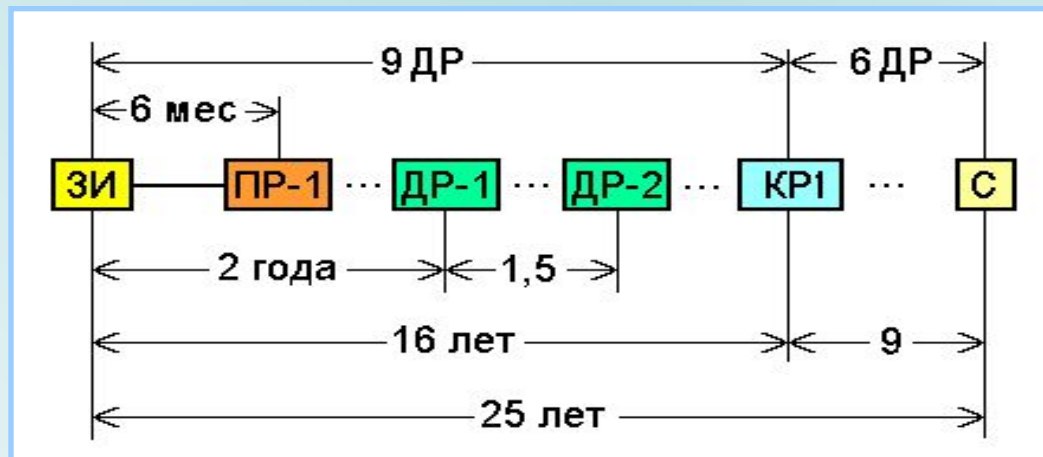 9 ДР 6 ДР
6 мес
ЗИ ПР-1 ... ДР-1 ... ДР-2 ... КР1 ... С
2 года 1,5
16 лет 9
25 лет